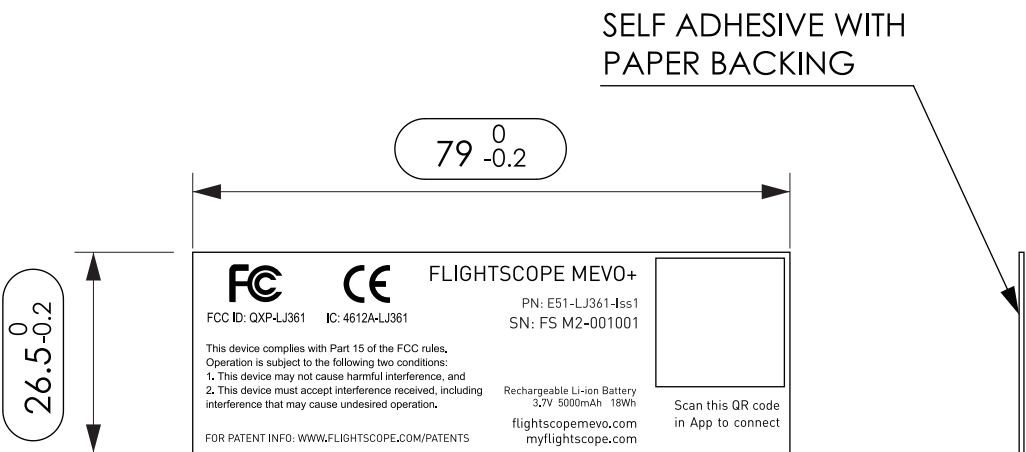 SELF ADHESIVE WITH
PAPER BACKING
79 0 -0.2
26.5 0 -0.2
FC CE
FLIGHTSCOPE MEVO+
FCC ID: QXP-LJ361 IC: 4612A-LJ361
PN: E51-LJ361-Iss1
SN: FS M2-001001
This device complies with Part 15 of the FCC rules.
Operation is subject to the following two conditions:
1. This device may not cause harmful interference, and
2. This device must accept interference received, including
interference that may cause undesired operation.
FOR PATENT INFO: WWW.FLIGHTSCOPE.COM/PATENTS
Rechargeable Li-ion Battery
3.7V 5000mAh 18Wh
flightscopemevo.com
myflightscope.com
Scan this QR code
in App to connect